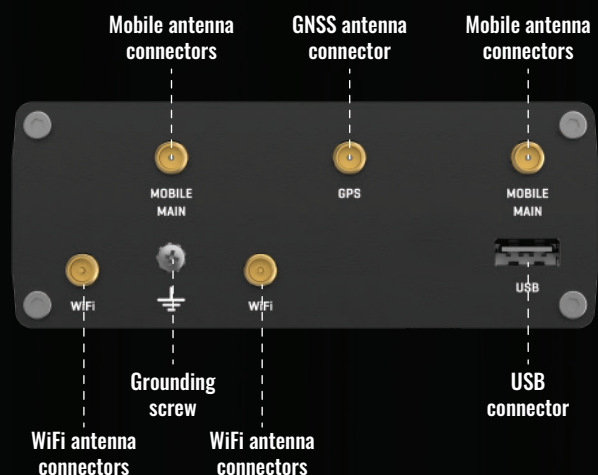 Mobile antenna
connectors
GNSS antenna
connector
Mobile antenna
connectors
MOBILE
MAIN
GPS
MOBILE
MAIN
WiFi
WiFi
USB
Grounding
screw
USB
connector
WiFi antenna
connectors
WiFi antenna
connectors